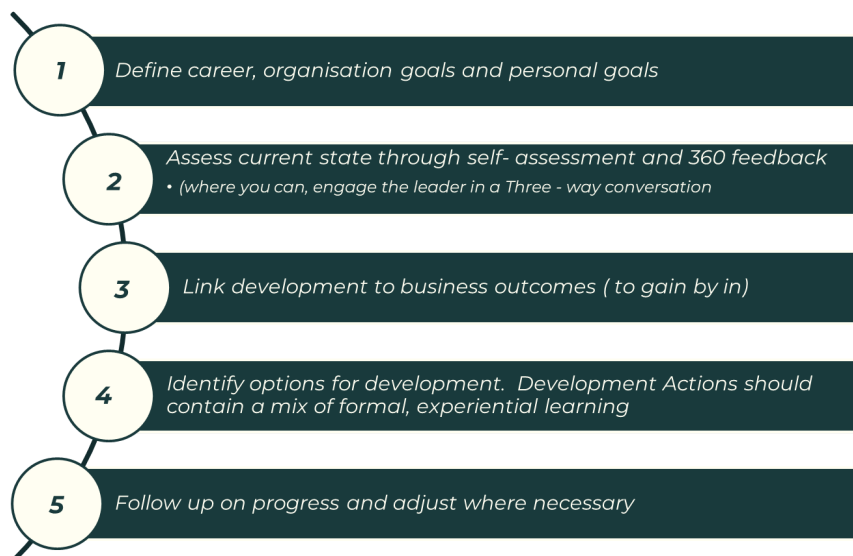 1
Define career, organisation goals and personal goals
2
Assess current state through self- assessment and 360 feedback
• (where you can, engage the leader in a Three - way conversation
3
Link development to business outcomes ( to gain by in)
4
Identify options for development.  Development Actions should
contain a mix of formal, experiential learning
5
Follow up on progress and adjust where necessary